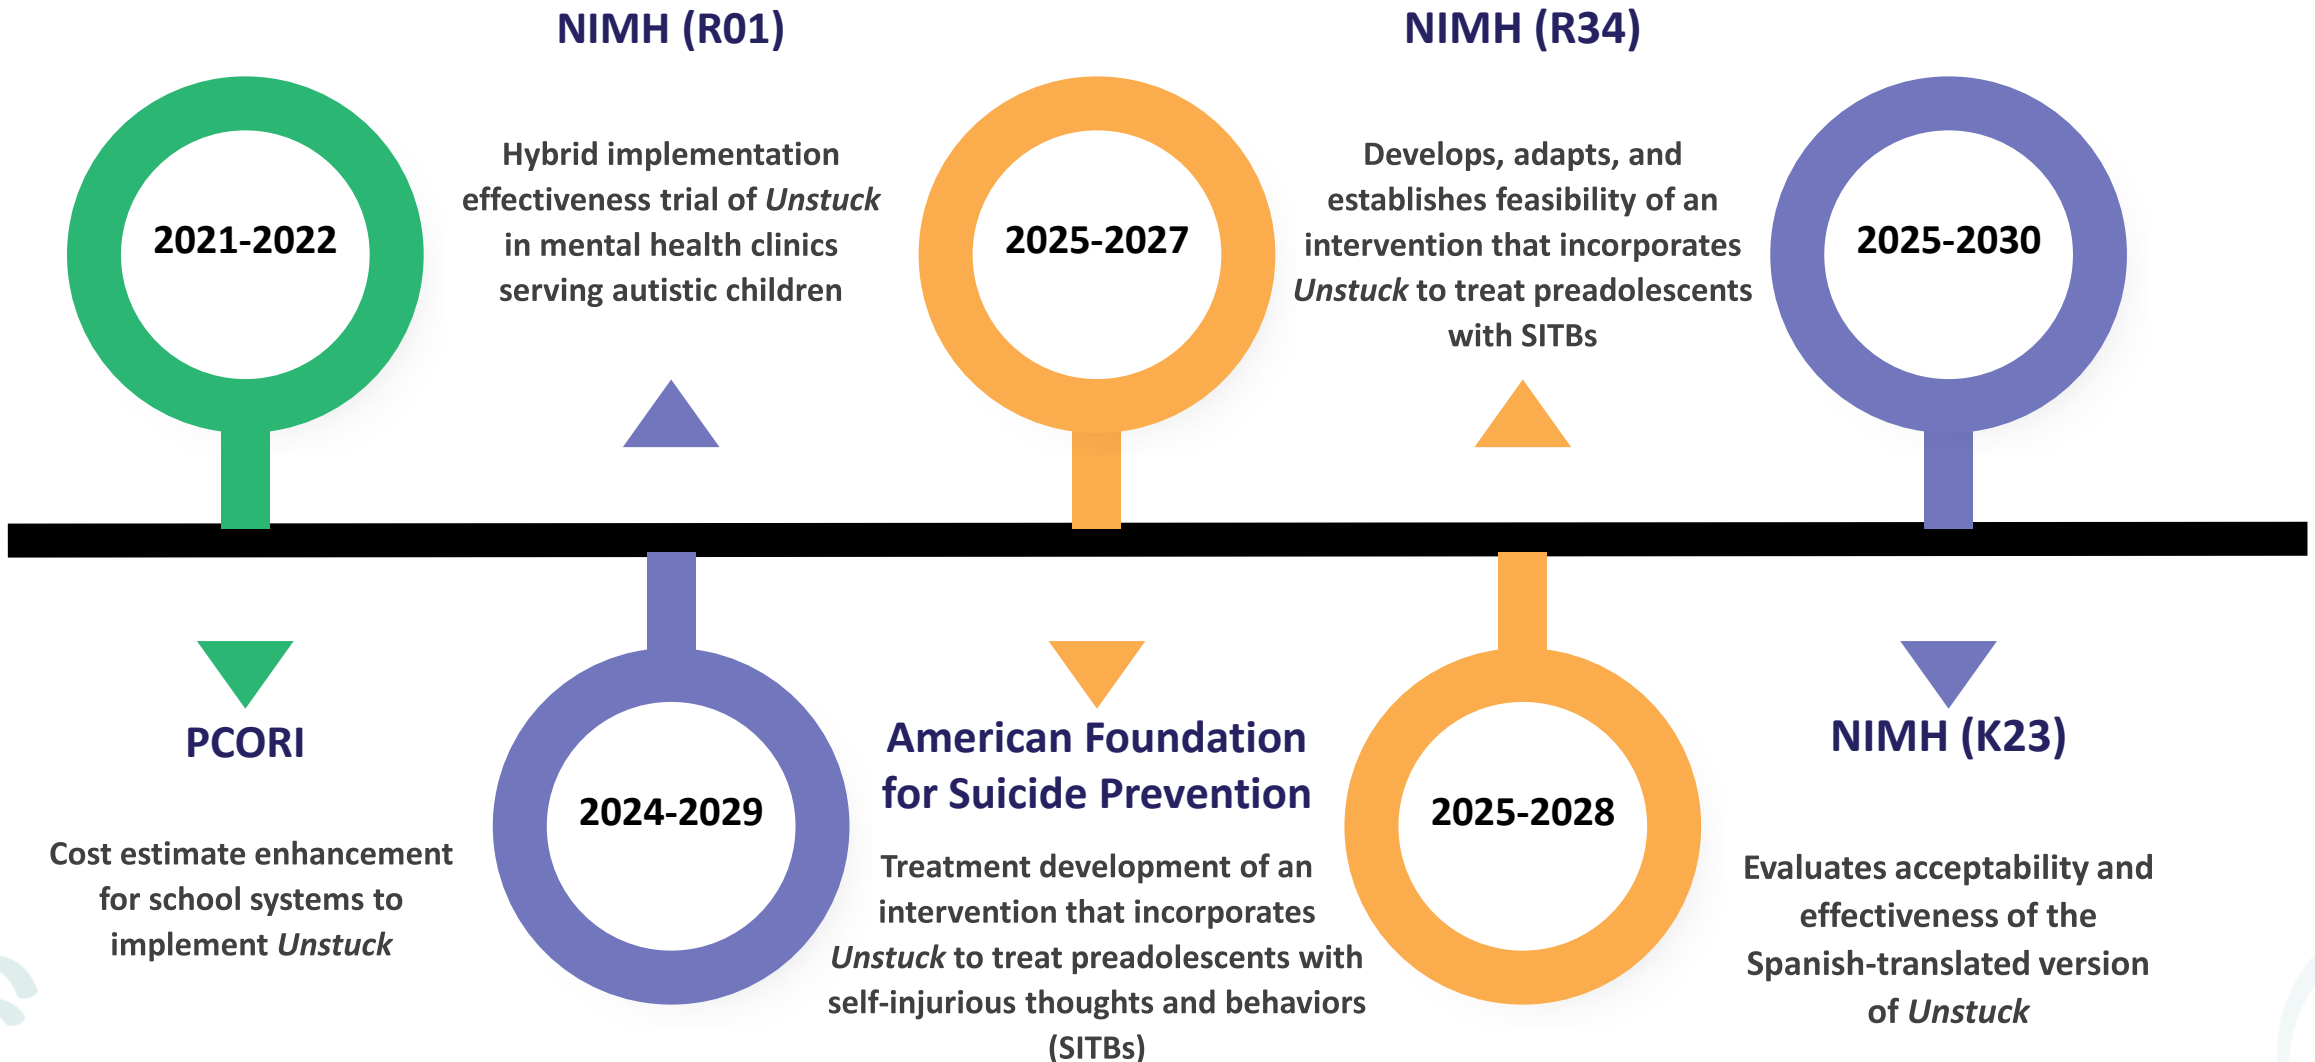 2021-2022
PCORI
Cost estimate enhancement
for school systems to
implement Unstuck
NIMH (R01)
Hybrid implementation
effectiveness trial of Unstuck
in mental health clinics
serving autistic children
2024-2029
2025-2027
American Foundation
for Suicide Prevention
Treatment development of an
intervention that incorporates
Unstuck to treat preadolescents with
self-injurious thoughts and behaviors
(SITBs)
NIMH (R34)
Develops, adapts, and
establishes feasibility of an
intervention that incorporates
Unstuck to treat preadolescents
with SITBs
2025-2028
2025-2030
NIMH (K23)
Evaluates acceptability and
effectiveness of the
Spanish-translated version
of Unstuck